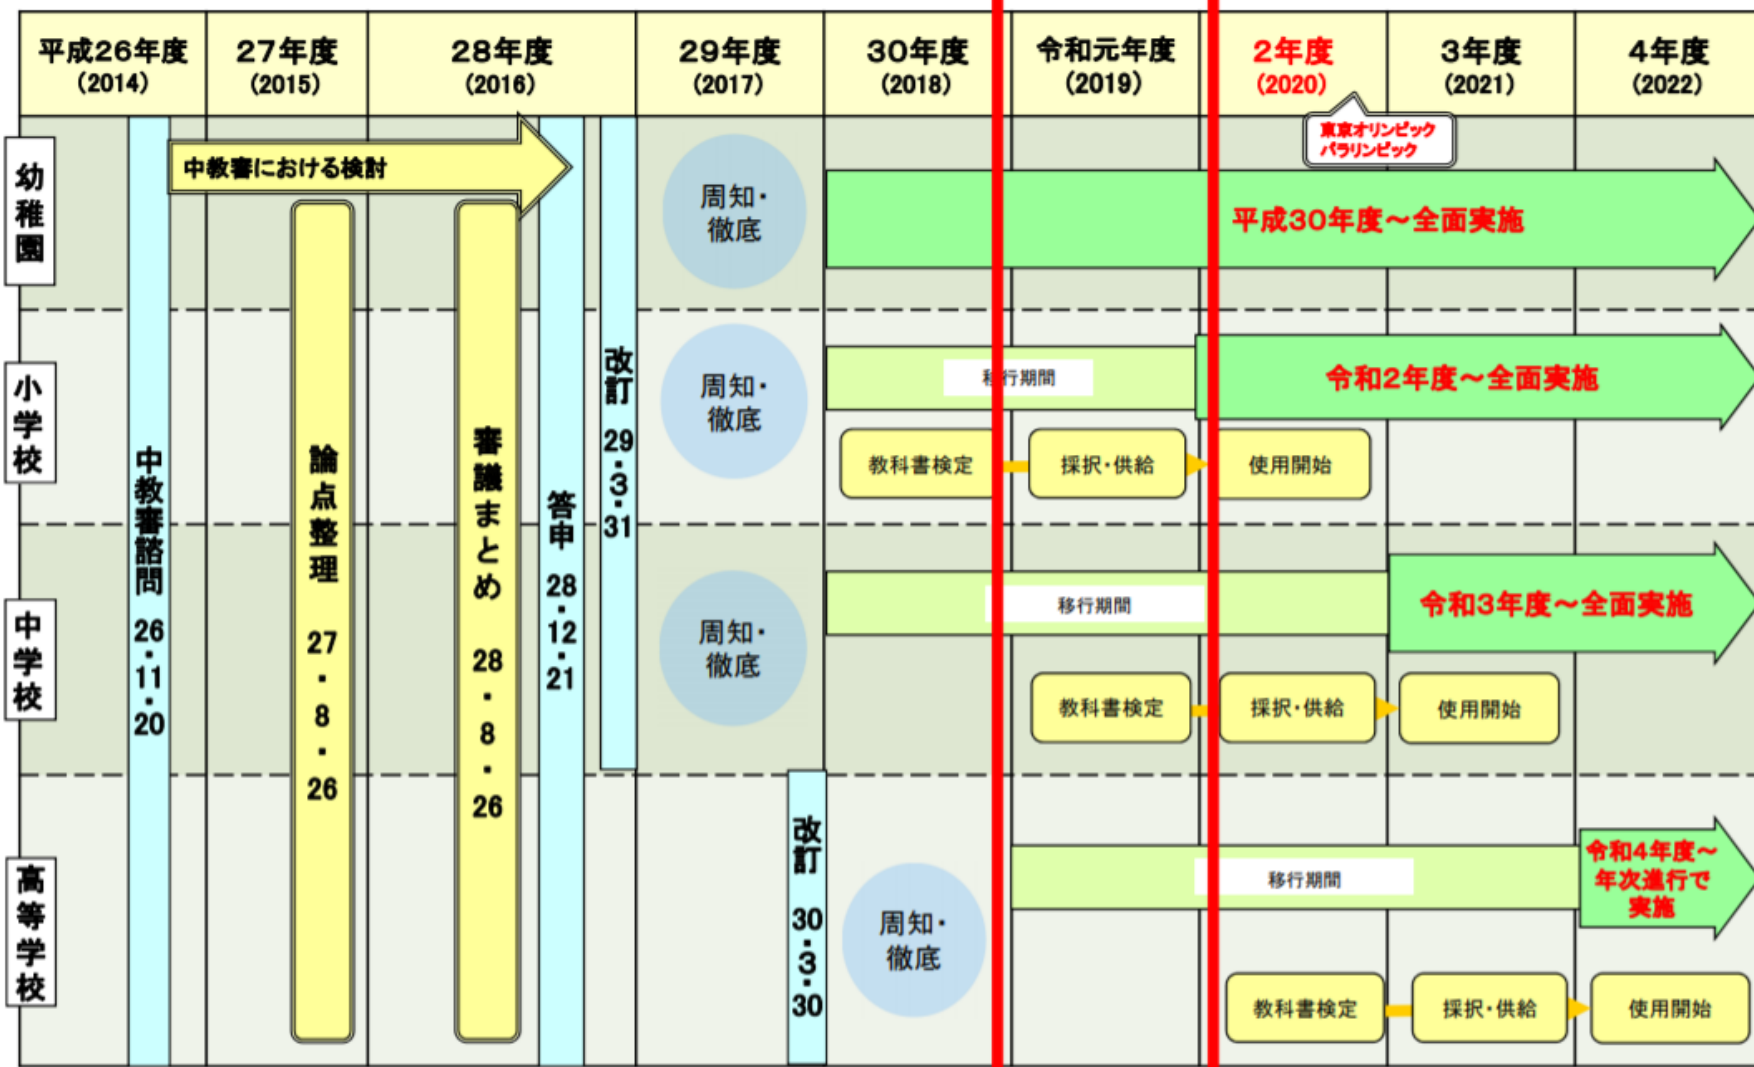 平成26年度
(2014)
27年度
(2015)
28年度
(2016)
29年度
(2017)
30年度
(2018)
令和元年度
(2019)
2年度
(2020)
3年度
(2021)
4年度
(2022)
東京オリンピック
パラリンピック
中教審諮問 26・11・20
中教審における検討
論点整理 27・8・26
審議まとめ 28・8・26
答申 28・12・21
改訂 29・3・31
幼稚園
周知・
徹底
平成30年度～全面実施
小学校
周知・
徹底
移行期間
令和2年度～全面実施
教科書検定
採択・供給
使用開始
中学校
周知・
徹底
移行期間
令和3年度～全面実施
教科書検定
採択・供給
使用開始
高等学校
改訂 30・3・30
周知・
徹底
移行期間
令和4年度～
年次進行で
実施
教科書検定
採択・供給
使用開始